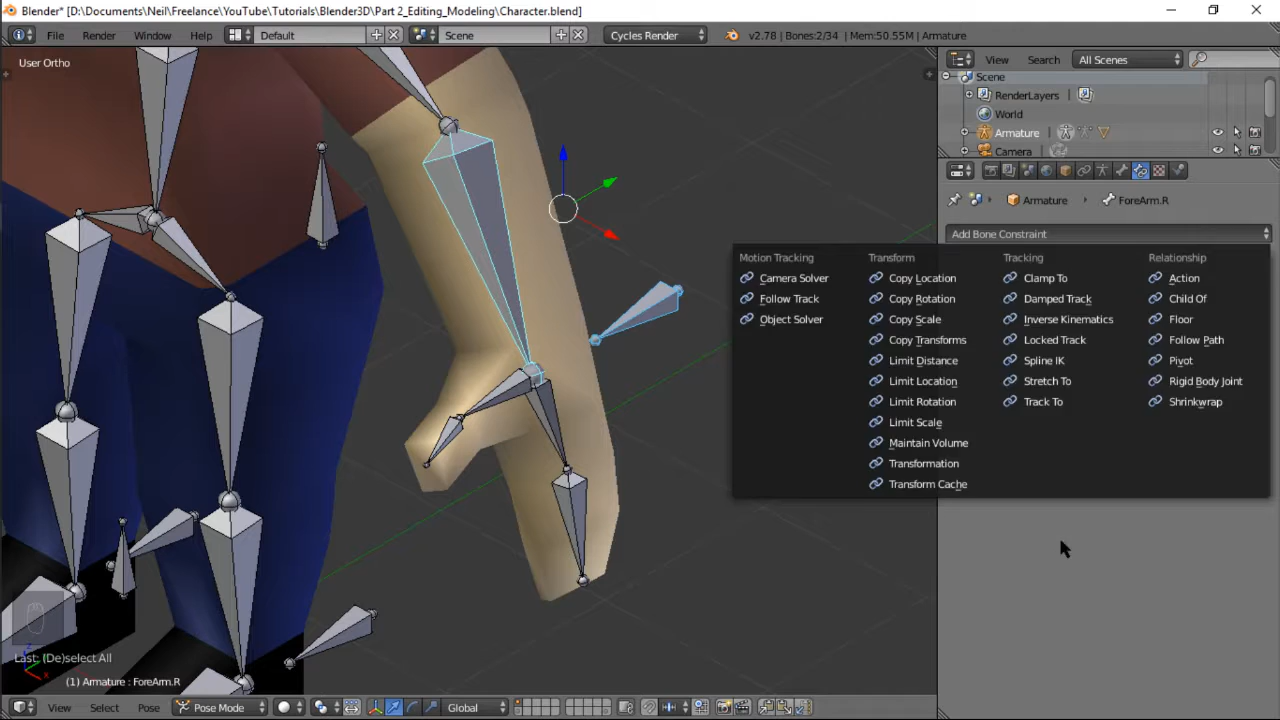 Blender* [D:\Documents\Neil\Freelance\YouTube\Tutorials\Blender3D\Part 2_Editing_Modeling\Character.blend]
File Render Window Help Default Scene Cycles Render v2.78 | Bones:2/34 | Mem:50.55M | Armature
User Ortho
View Search All Scenes
Scene
RenderLayers
World
Armature
Camera
Armature ForeArm.R
Add Bone Constraint
Motion Tracking
Camera Solver
Follow Track
Object Solver
Transform
Copy Location
Copy Rotation
Copy Scale
Copy Transforms
Limit Distance
Limit Location
Limit Rotation
Limit Scale
Maintain Volume
Transformation
Transform Cache
Tracking
Clamp To
Damped Track
Inverse Kinematics
Locked Track
Spline IK
Stretch To
Track To
Relationship
Action
Child Of
Floor
Follow Path
Pivot
Rigid Body Joint
Shrinkwrap
Last: (De)select All
(1) Armature : ForeArm.R
View Select Pose Pose Mode Global